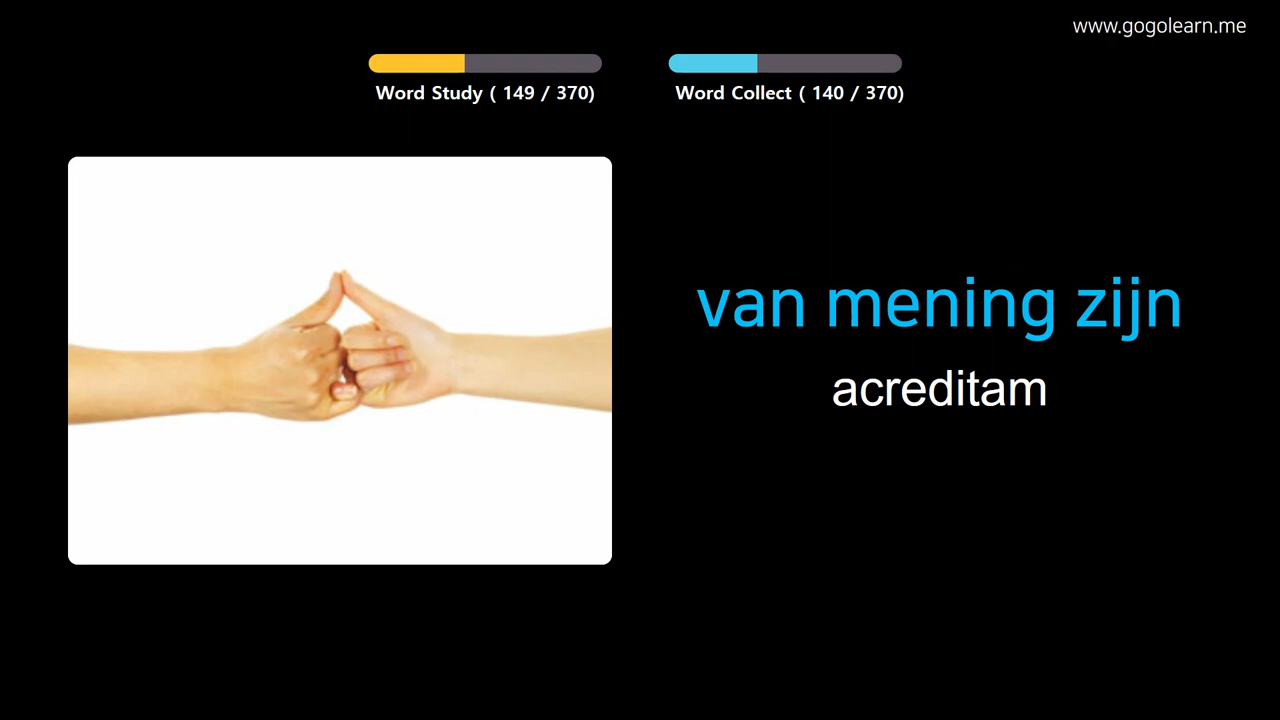 www.gogolearn.me
Word Study ( 149 / 370)
Word Collect ( 140 / 370)
van mening zijn
acreditam